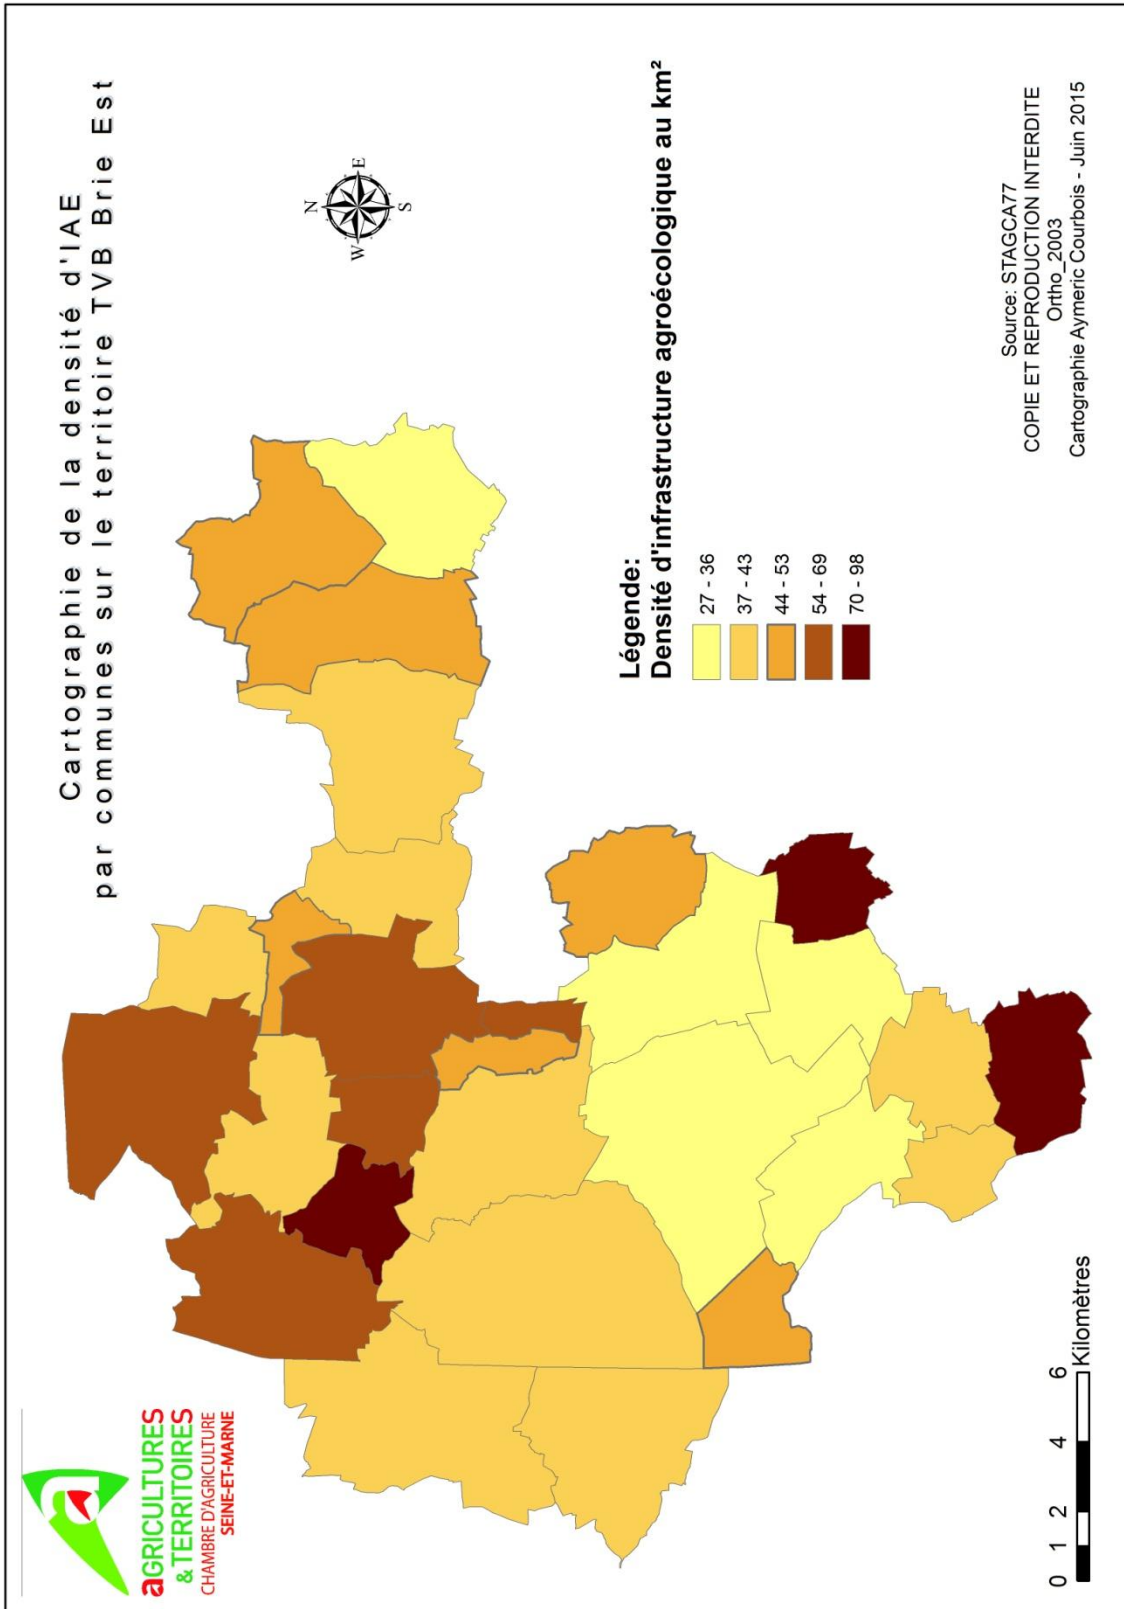 Cartographie de la densité d'IAE
par communes sur le territoire TVB Brie Est
N
W
E
S
Légende:
Densité d'infrastructure agroécologique au km²
27 - 36
37 - 43
44 - 53
54 - 69
70 - 98
aGRICULTURES
& TERRITOIRES
CHAMBRE D'AGRICULTURE
SEINE-ET-MARNE
0 1 2 4 6
Kilomètres
Source: STAGCA77
COPIE ET REPRODUCTION INTERDITE
Ortho_2003
Cartographie Aymeric Courbois - Juin 2015